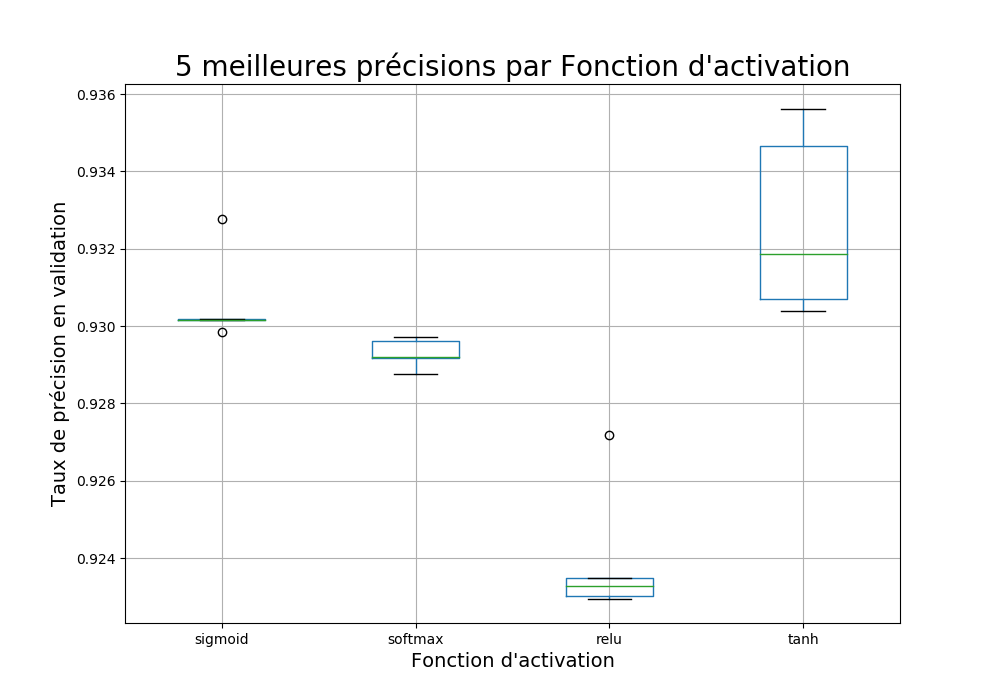 5 meilleures précisions par Fonction d'activation
0.936
0.934
0.932
0.930
0.928
0.926
0.924
Taux de précision en validation
sigmoid softmax relu tanh
Fonction d'activation